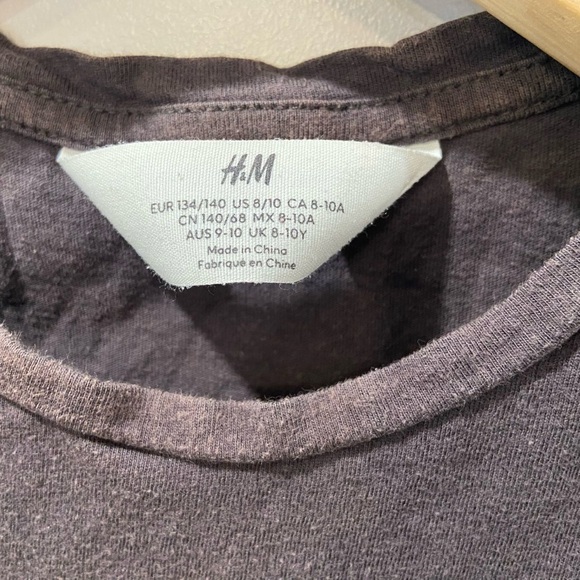 H&M
EUR 134/140 US 8/10 CA 8-10A
CN 140/68 MX 8-10A
AUS 9-10 UK 8-10Y
Made in China
Fabriqué en Chine